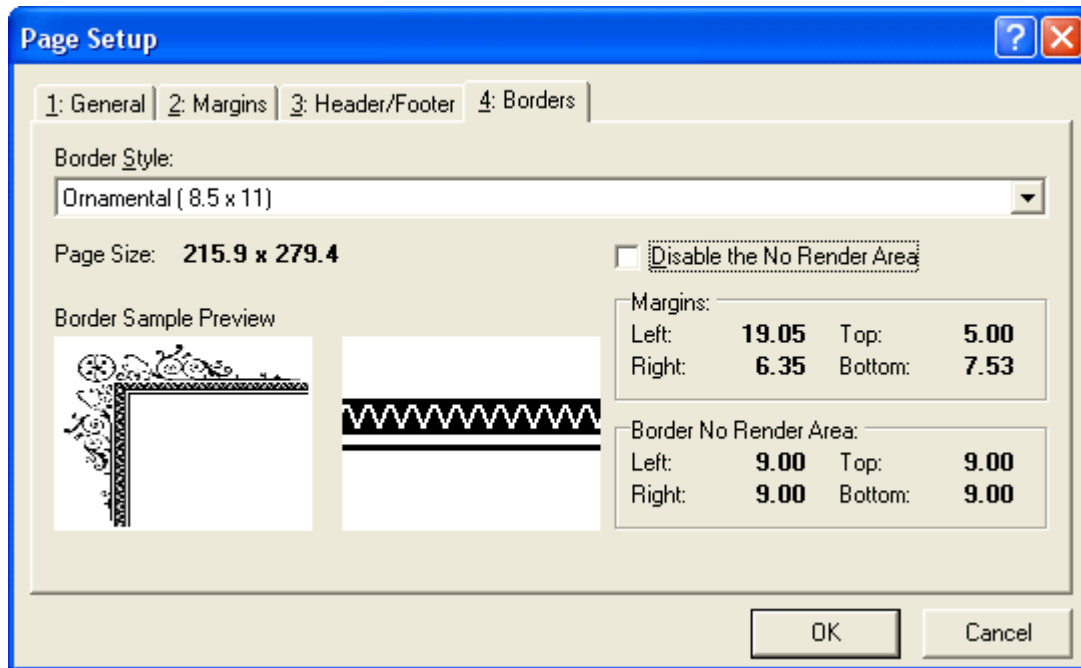 Page Setup
1: General 2: Margins 3: Header/Footer 4: Borders
Border Style:
Ornamental ( 8.5 x 11)
Page Size: 215.9 x 279.4
Disable the No Render Area
Border Sample Preview
Margins:
Left: 19.05 Top: 5.00
Right: 6.35 Bottom: 7.53
Border No Render Area:
Left: 9.00 Top: 9.00
Right: 9.00 Bottom: 9.00
OK Cancel